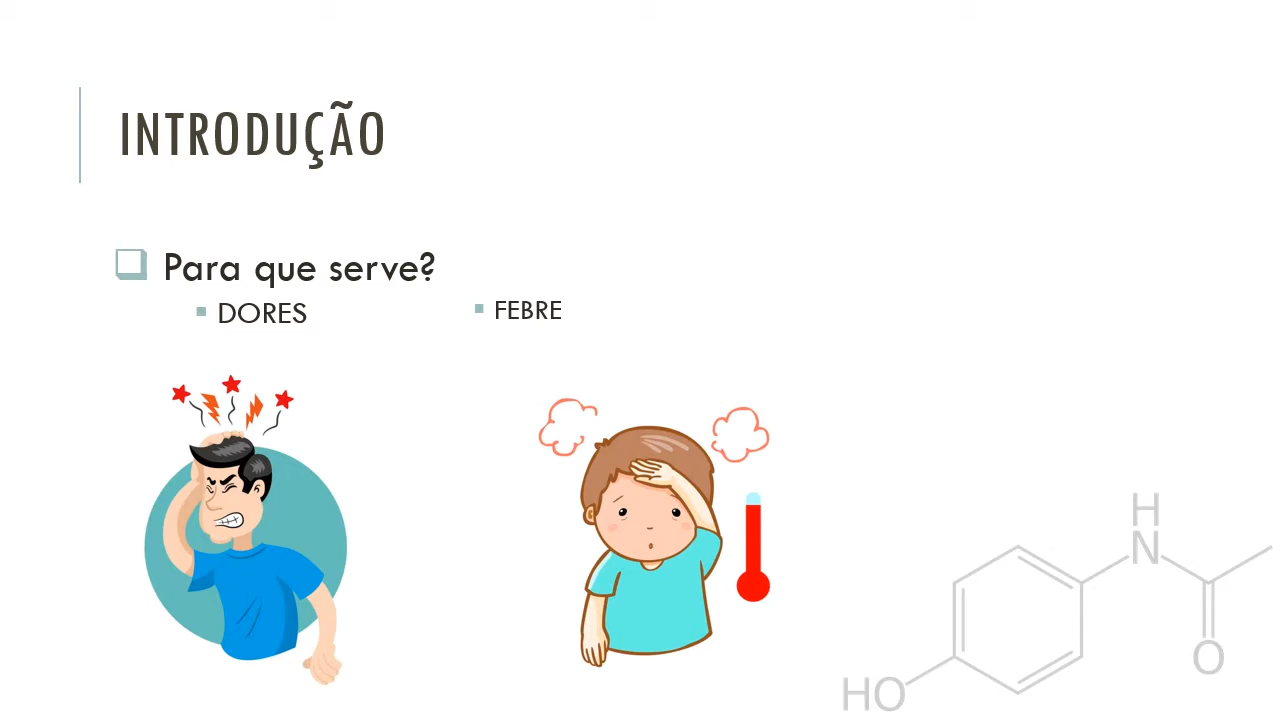 INTRODUÇÃO
Para que serve?
DORES
FEBRE
H
N
O
HO